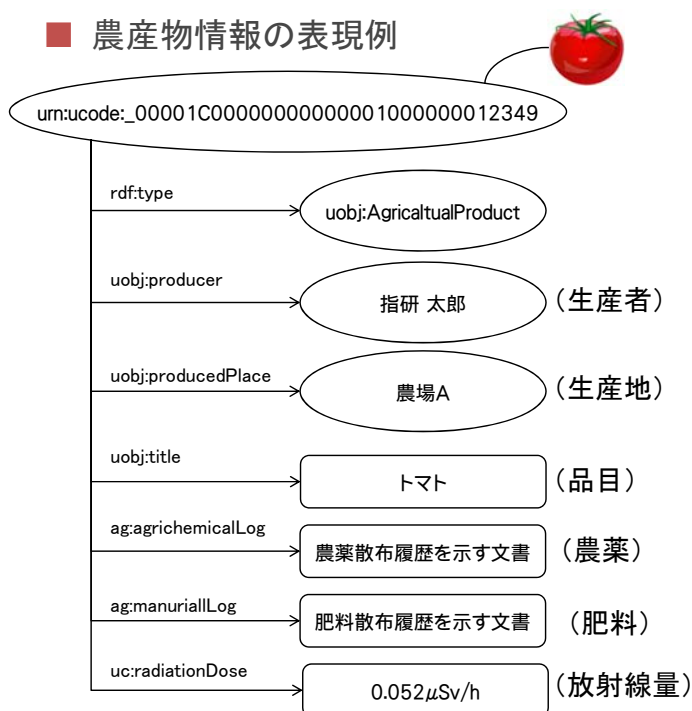 ■ 農産物情報の表現例
urn:ucode:_00001C00000000000001000000012349
rdf:type
uobj:AgricaltualProduct
uobj:producer
指研 太郎
(生産者)
uobj:producedPlace
農場A
(生産地)
uobj:title
トマト
(品目)
ag:agrichemicalLog
農薬散布履歴を示す文書
(農薬)
ag:manuriallLog
肥料散布履歴を示す文書
(肥料)
uc:radiationDose
0.052μSv/h
(放射線量)